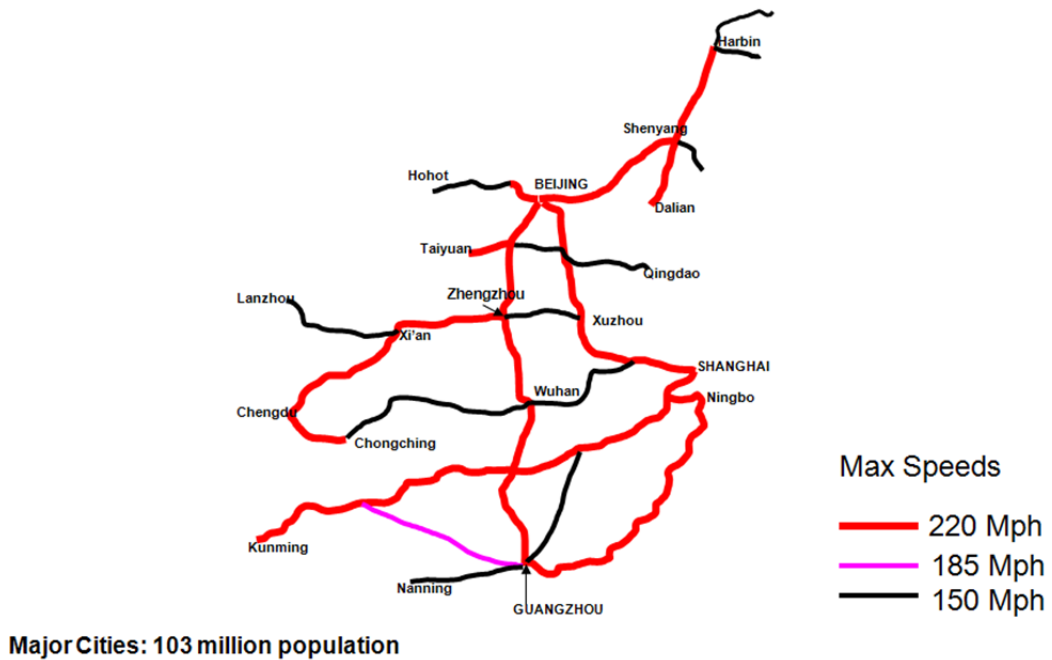 Harbin
Shenyang
Hohot
BEIJING
Dalian
Taiyuan
Qingdao
Zhengzhou
Lanzhou
Xuzhou
Xi'an
SHANGHAI
Wuhan
Ningbo
Chengdu
Chongching
Max Speeds
220 Mph
Kunming
185 Mph
Nanning
150 Mph
GUANGZHOU
Major Cities: 103 million population